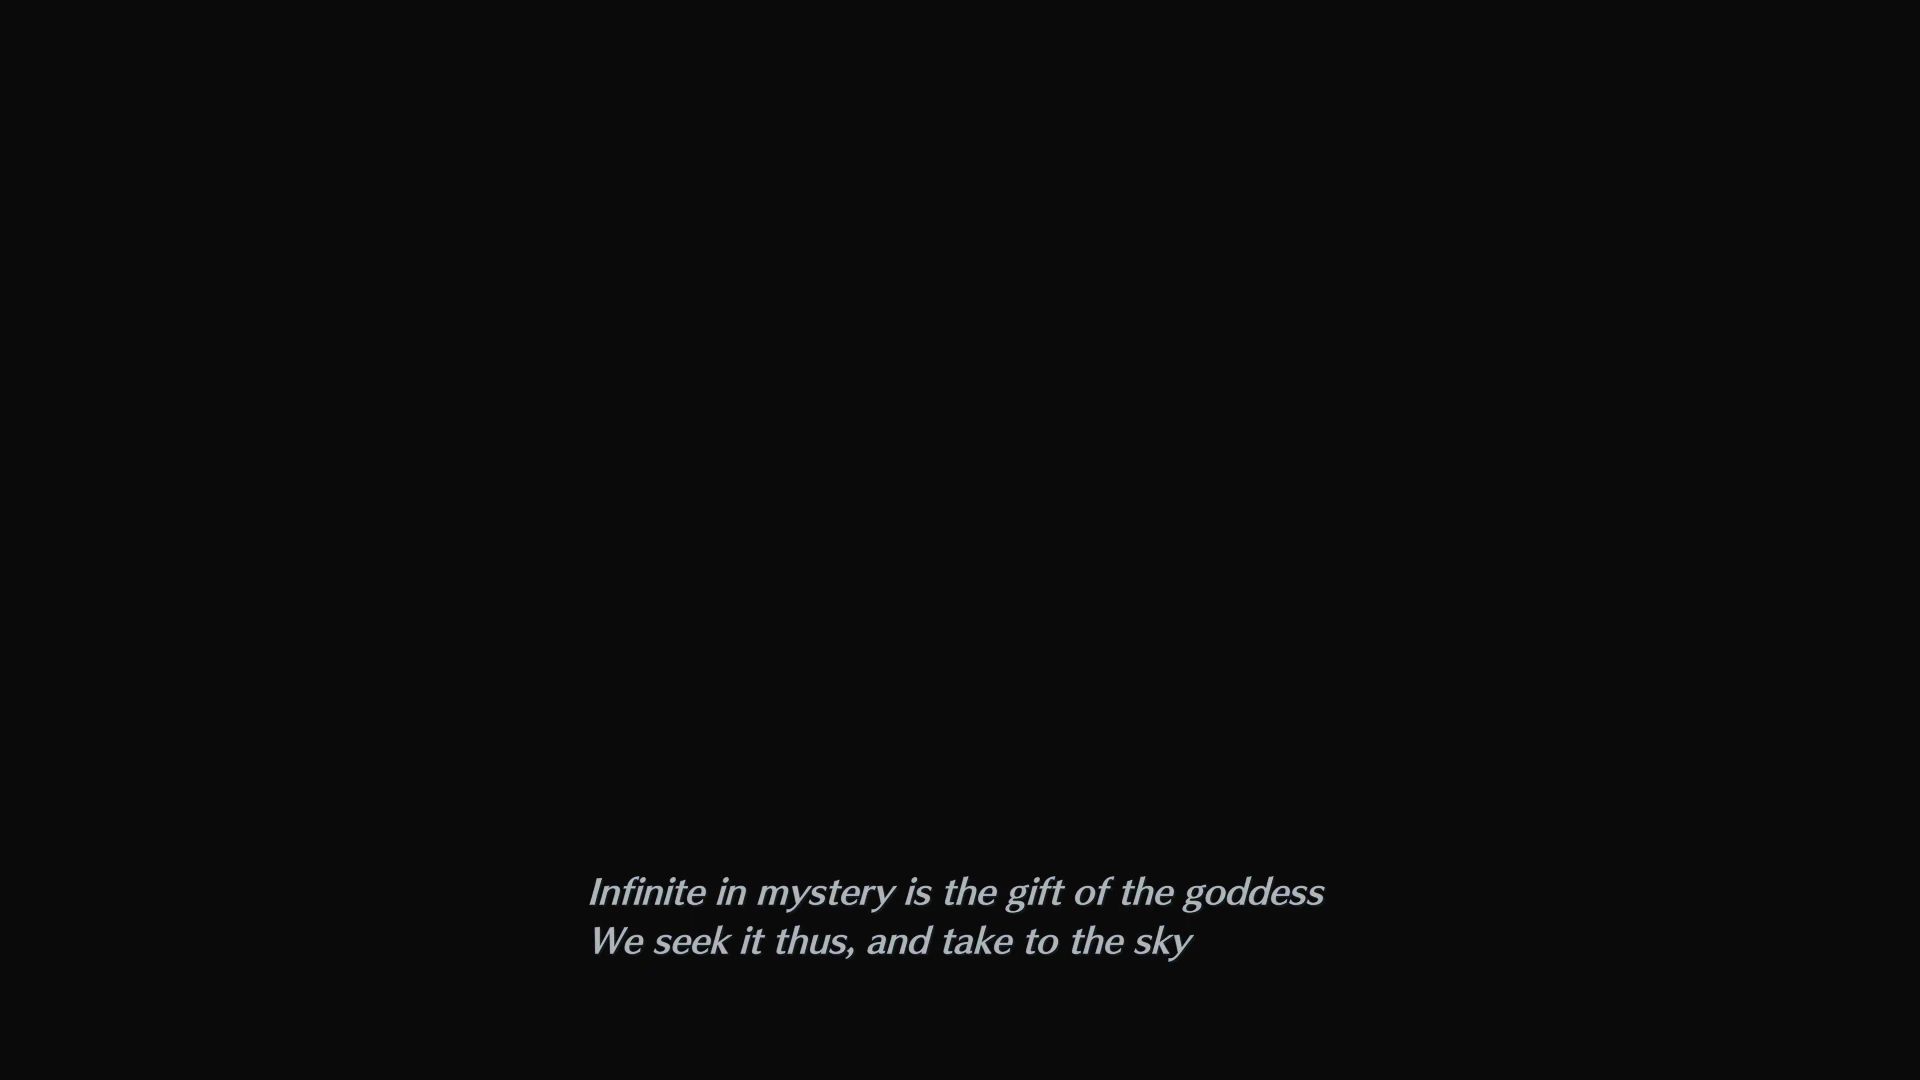 Infinite in mystery is the gift of the goddess
We seek it thus, and take to the sky